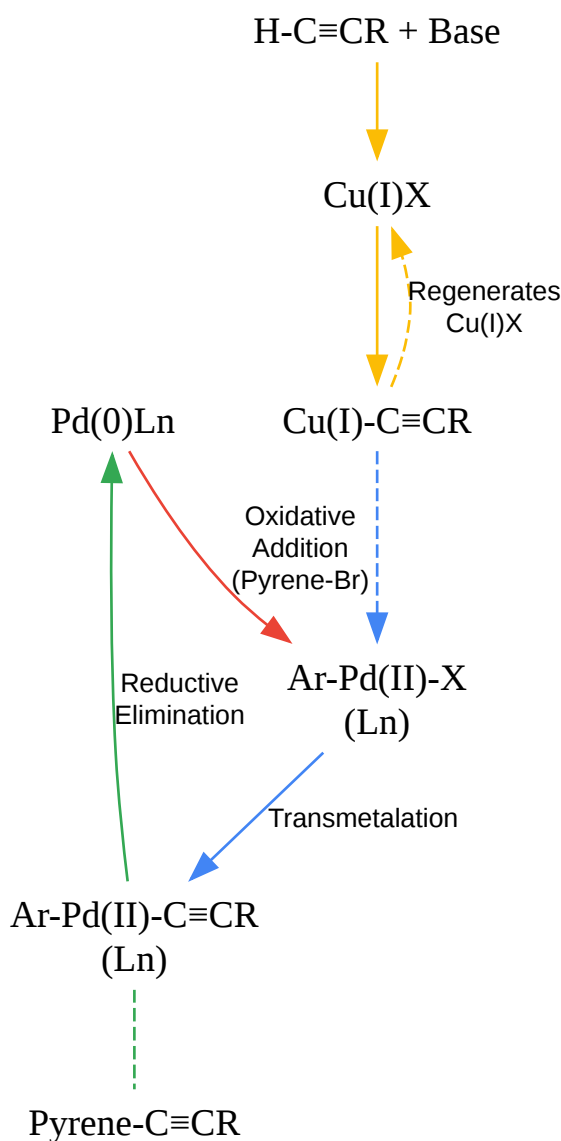 H-C≡CR + Base
Cu(I)X
Regenerates
Cu(I)X
Pd(0)Ln
Cu(I)-C≡CR
Oxidative
Addition
(Pyrene-Br)
Ar-Pd(II)-X
(Ln)
Reductive
Elimination
Transmetalation
Ar-Pd(II)-C≡CR
(Ln)
Pyrene-C≡CR